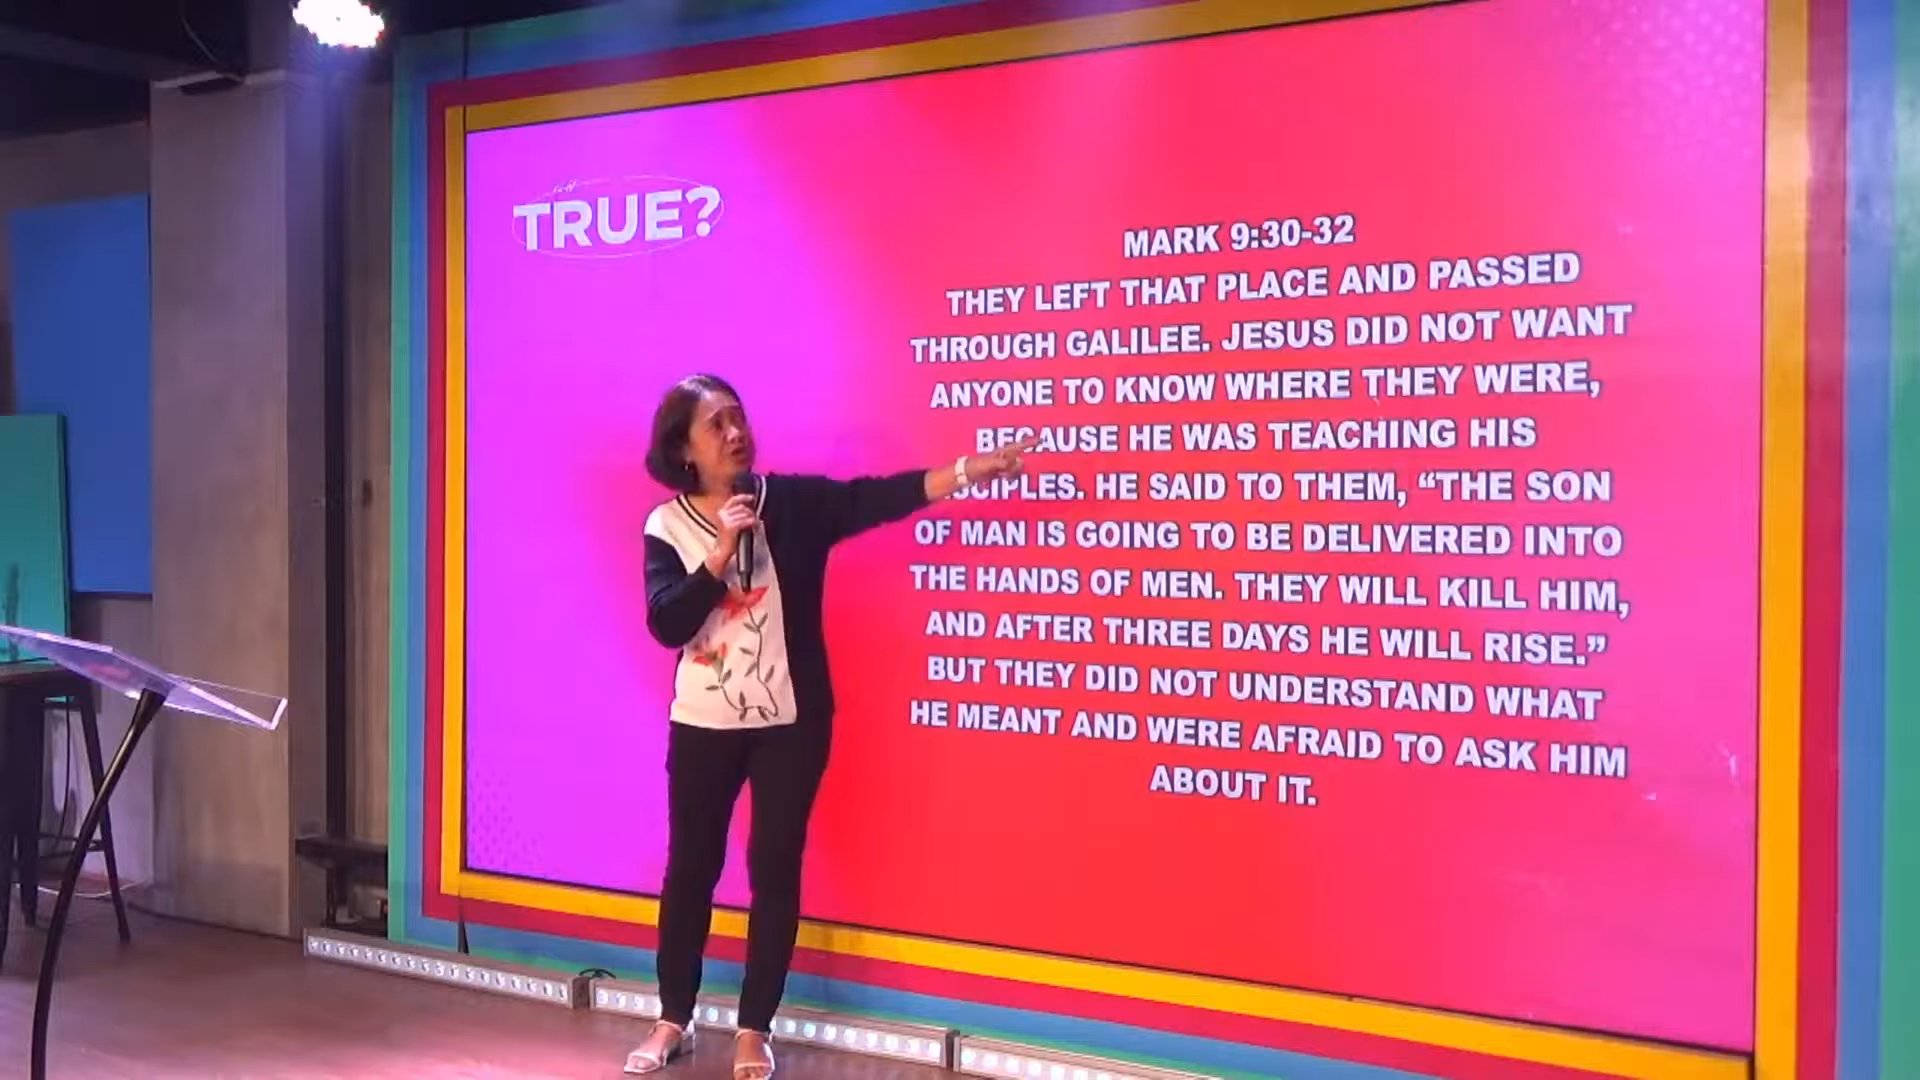 TRUE?
MARK 9:30-32
THEY LEFT THAT PLACE AND PASSED
THROUGH GALILEE. JESUS DID NOT WANT
ANYONE TO KNOW WHERE THEY WERE,
BECAUSE HE WAS TEACHING HIS
DISCIPLES. HE SAID TO THEM, “THE SON
OF MAN IS GOING TO BE DELIVERED INTO
THE HANDS OF MEN. THEY WILL KILL HIM,
AND AFTER THREE DAYS HE WILL RISE.”
BUT THEY DID NOT UNDERSTAND WHAT
HE MEANT AND WERE AFRAID TO ASK HIM
ABOUT IT.